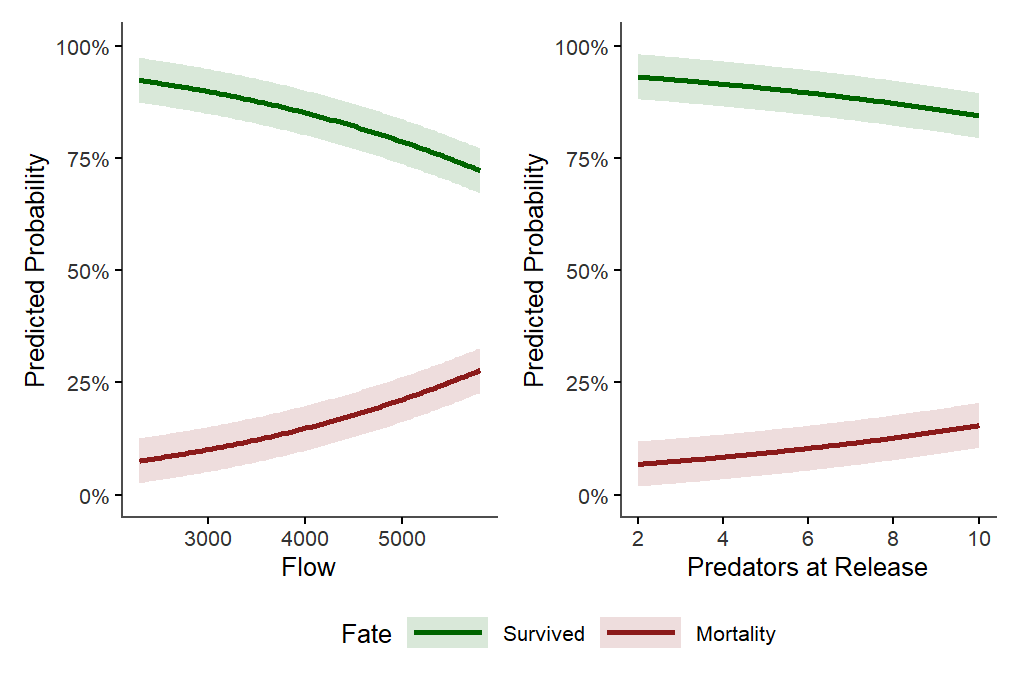 Predicted Probability
100%
75%
50%
25%
0%
3000 4000 5000
Flow
Predicted Probability
100%
75%
50%
25%
0%
2 4 6 8 10
Predators at Release
Fate Survived Mortality